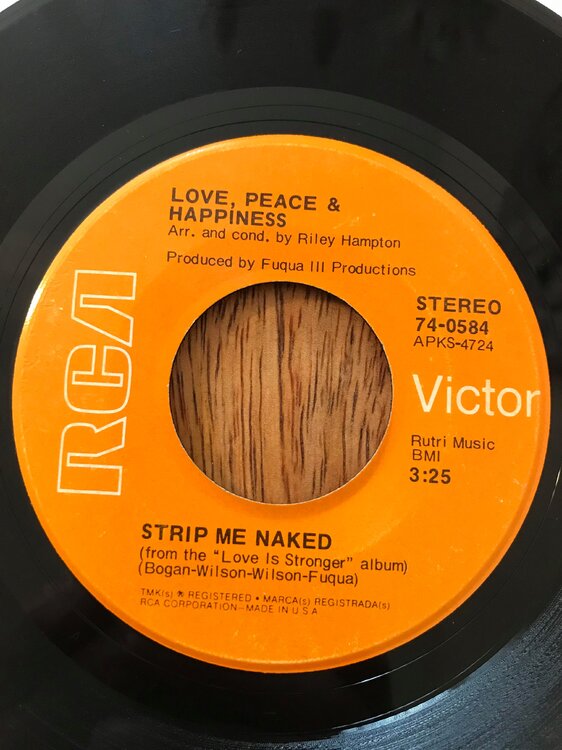 LOVE, PEACE &
HAPPINESS
Arr. and cond. by Riley Hampton
Produced by Fuqua III Productions
RCA
STEREO
74-0584
APKS-4724
Victor
Rutri Music
BMI
3:25
STRIP ME NAKED
(from the "Love Is Stronger" album)
(Bogan-Wilson-Wilson-Fuqua)
TMK(s) ® REGISTERED • MARCA(s) REGISTRADA(s)
RCA CORPORATION—MADE IN U.S.A